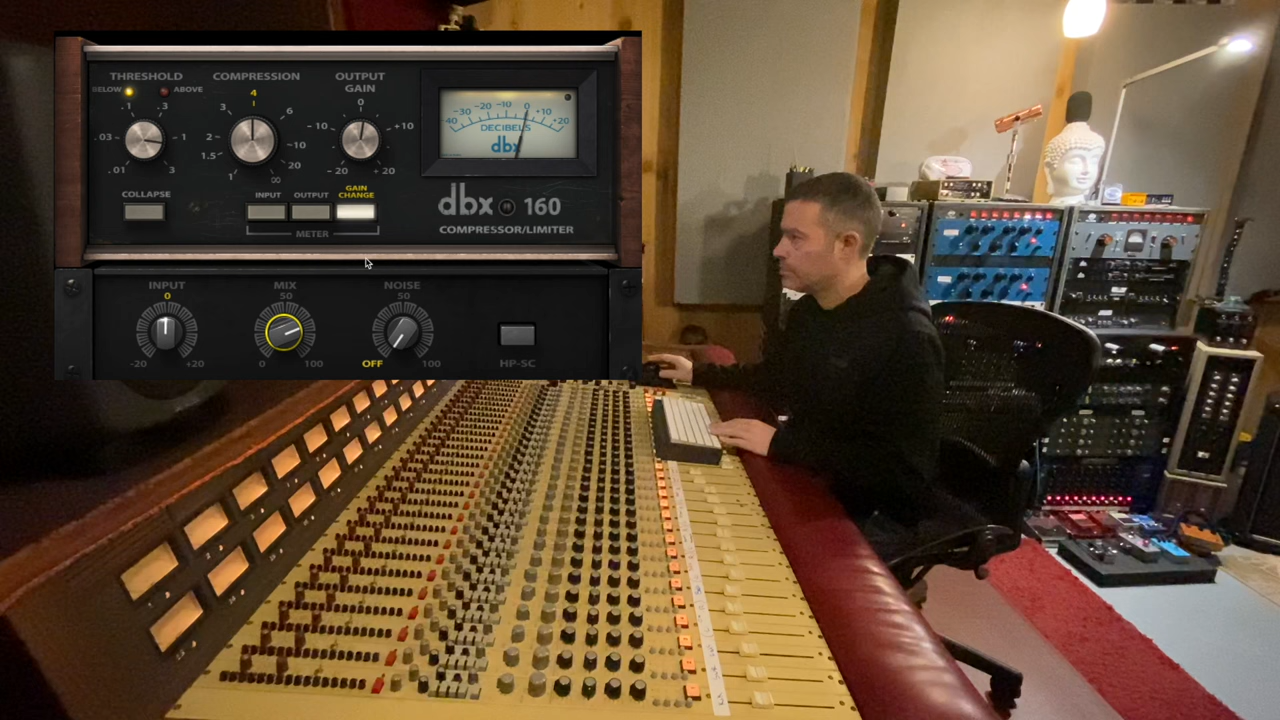 THRESHOLD COMPRESSION OUTPUT GAIN
BELOW ABOVE
.1 .3
.03 1
.01 3
4
3 6
2 10
1.5 20
1 ∞
0
-10 +10
-20 +20
40 -30 -20 -10 0 +10 +20
DECIBELS
dbx
COLLAPSE
INPUT OUTPUT GAIN CHANGE
METER
dbx 160
COMPRESSOR/LIMITER
INPUT MIX NOISE
0 50 50
-20 +20 0 100 OFF 100 HP-SC